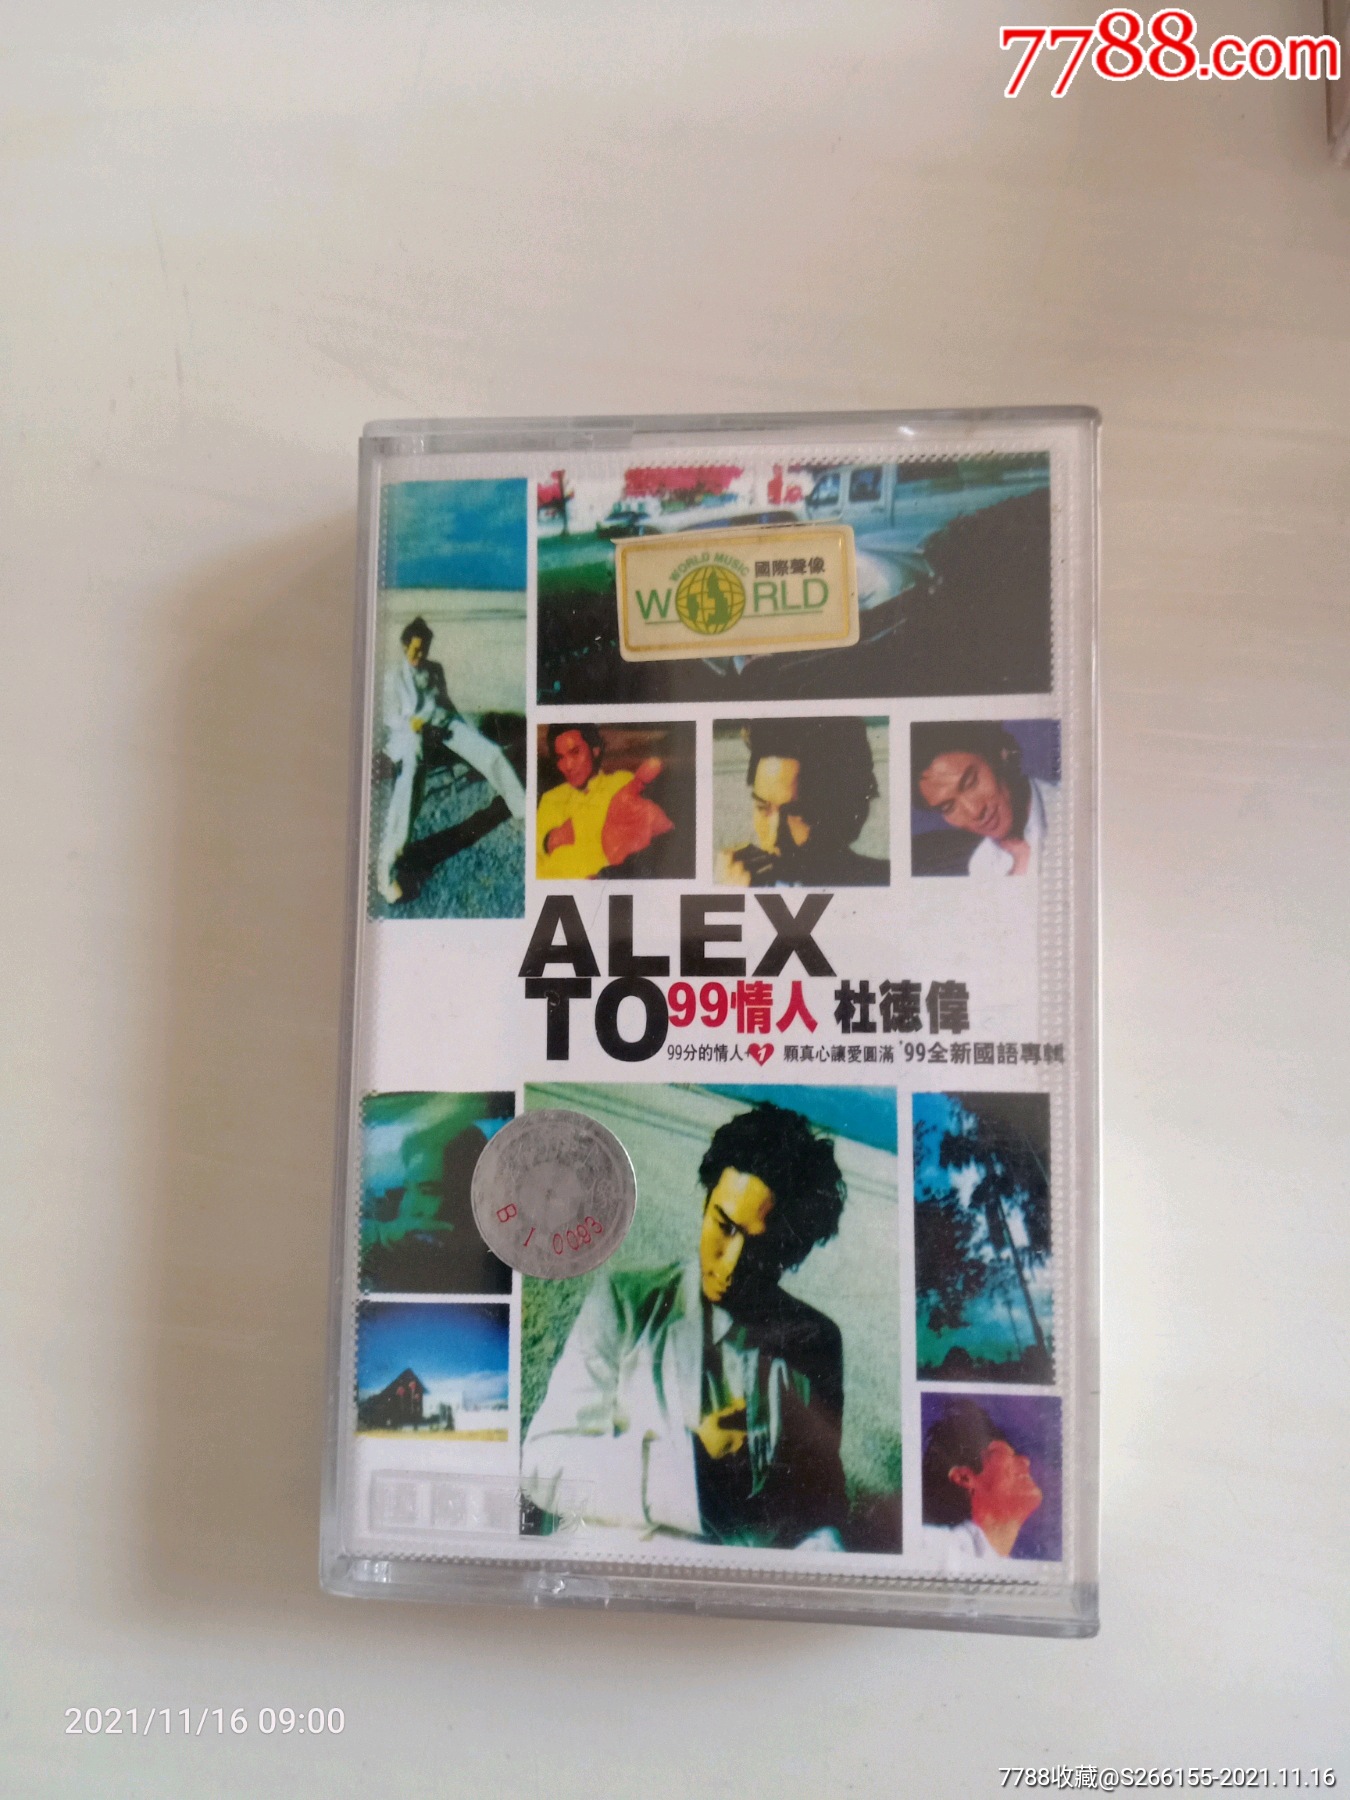 7788.com
WORLD MUSIC
國際聲像
WORLD
ALEX
TO 99情人 杜德偉
99分的情人+1顆真心讓愛圓滿 '99全新國語專輯
B 1 0093
2021/11/16 09:00
7788收藏@S266155-2021.11.16